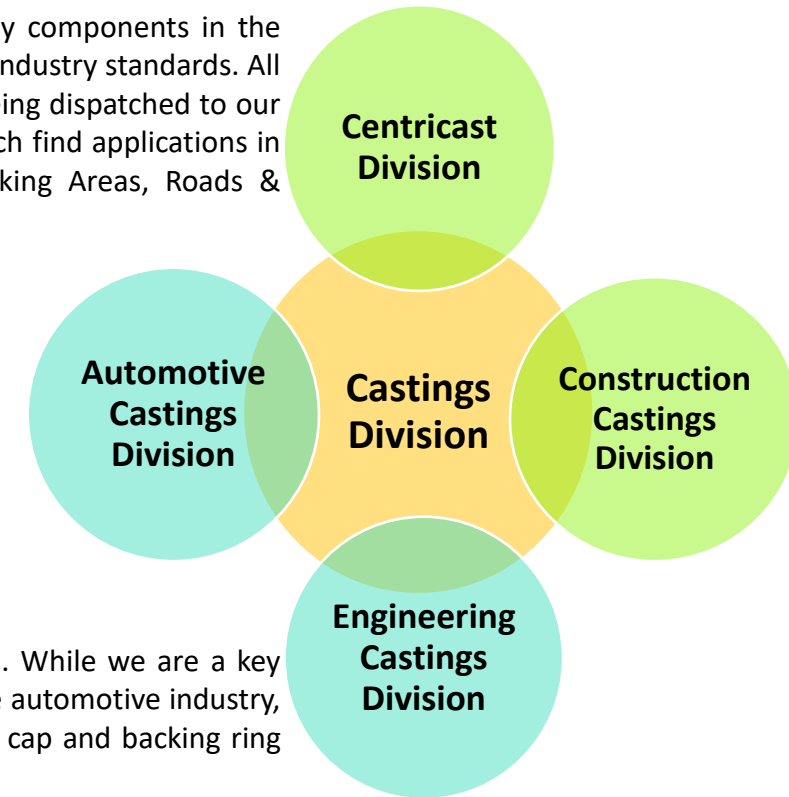 y components in the
ndustry standards. All
ing dispatched to our
ch find applications in
king Areas, Roads &
Centricast
Division
Automotive
Castings
Division
Castings
Division
Construction
Castings
Division
Engineering
Castings
Division
. While we are a key
automotive industry,
cap and backing ring